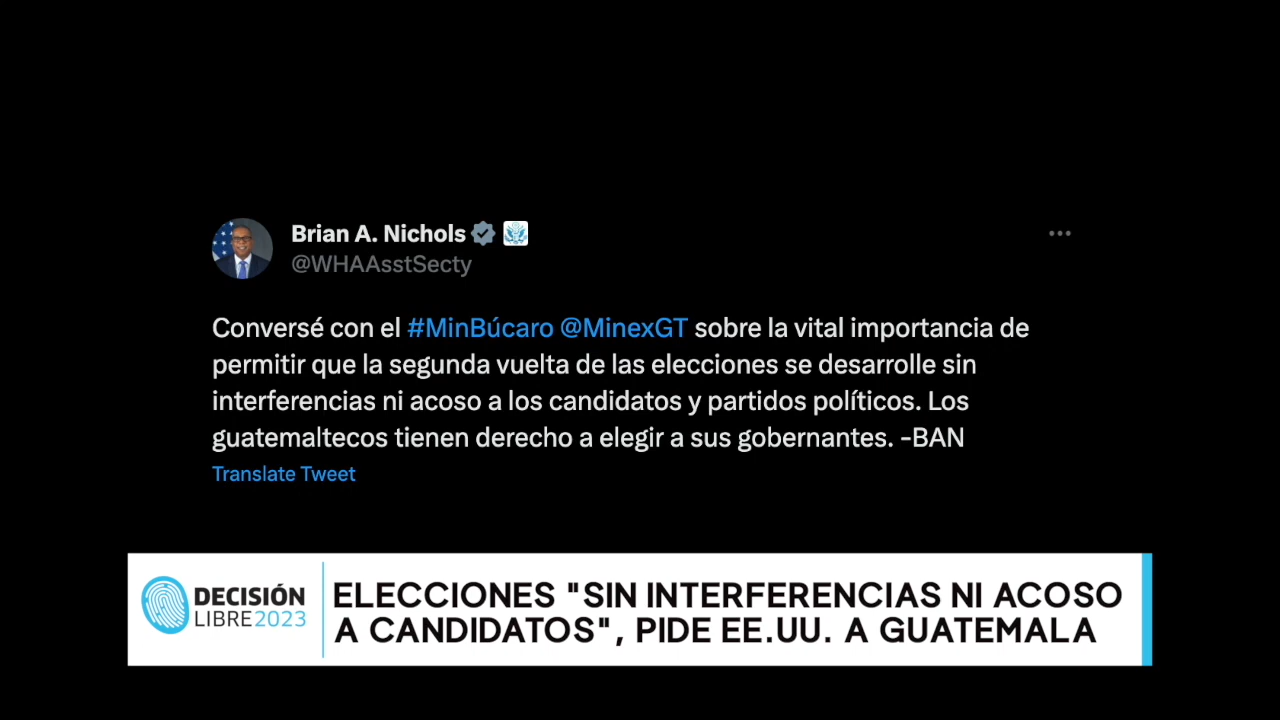 Brian A. Nichols
@WHAAsstSecty
Conversé con el #MinBúcaro @MinexGT sobre la vital importancia de
permitir que la segunda vuelta de las elecciones se desarrolle sin
interferencias ni acoso a los candidatos y partidos políticos. Los
guatemaltecos tienen derecho a elegir a sus gobernantes. -BAN
Translate Tweet
DECISIÓN
LIBRE2023
ELECCIONES "SIN INTERFERENCIAS NI ACOSO
A CANDIDATOS", PIDE EE.UU. A GUATEMALA